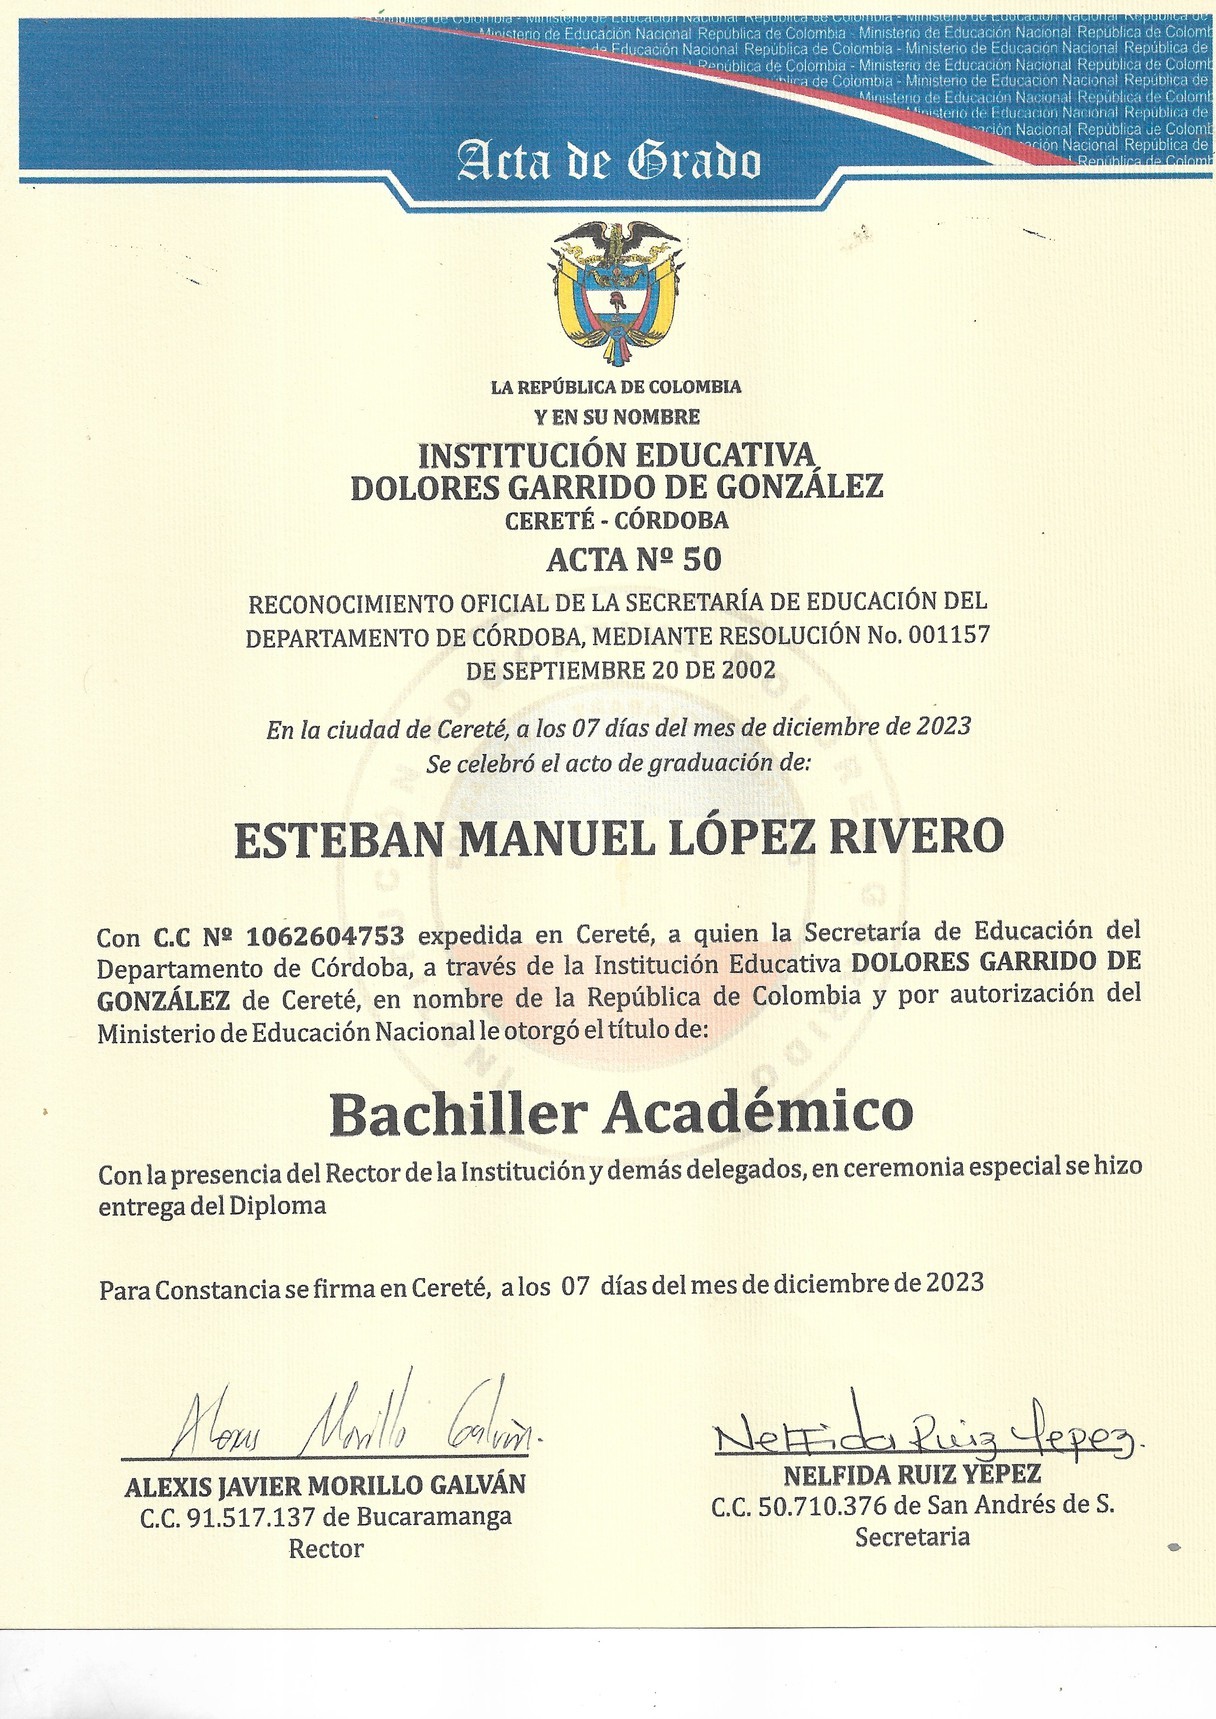 República de Colombia - Ministerio de Educación Nacional República de Colombia - Ministerio de Educación Nacional República de
Ministerio de Educación Nacional República de Colombia - Ministerio de Educación Nacional República de Colomb
de Educación Nacional República de Colombia - Ministerio de Educación Nacional República de
República de Colombia - Ministerio de Educación Nacional República de Colomb
de Colombia - Ministerio de Educación Nacional República de
Ministerio de Educación Nacional República de Colomb
Ministerio de Educación Nacional República de
Nacional República de Colomb
Nacional República de
República de Colomb
Acta de Grado
LA REPÚBLICA DE COLOMBIA
Y EN SU NOMBRE
INSTITUCIÓN EDUCATIVA
DOLORES GARRIDO DE GONZÁLEZ
CERETÉ - CÓRDOBA
ACTA Nº 50
RECONOCIMIENTO OFICIAL DE LA SECRETARÍA DE EDUCACIÓN DEL
DEPARTAMENTO DE CÓRDOBA, MEDIANTE RESOLUCIÓN No. 001157
DE SEPTIEMBRE 20 DE 2002
En la ciudad de Cereté, a los 07 días del mes de diciembre de 2023
Se celebró el acto de graduación de:
ESTEBAN MANUEL LÓPEZ RIVERO
Con C.C Nº 1062604753 expedida en Cereté, a quien la Secretaría de Educación del
Departamento de Córdoba, a través de la Institución Educativa DOLORES GARRIDO DE
GONZÁLEZ de Cereté, en nombre de la República de Colombia y por autorización del
Ministerio de Educación Nacional le otorgó el título de:
Bachiller Académico
Con la presencia del Rector de la Institución y demás delegados, en ceremonia especial se hizo
entrega del Diploma
Para Constancia se firma en Cereté, a los 07 días del mes de diciembre de 2023
Alexis Morillo Galván.
Nelfida Ruiz Yepez.
ALEXIS JAVIER MORILLO GALVÁN
C.C. 91.517.137 de Bucaramanga
Rector
NELFIDA RUIZ YEPEZ
C.C. 50.710.376 de San Andrés de S.
Secretaria